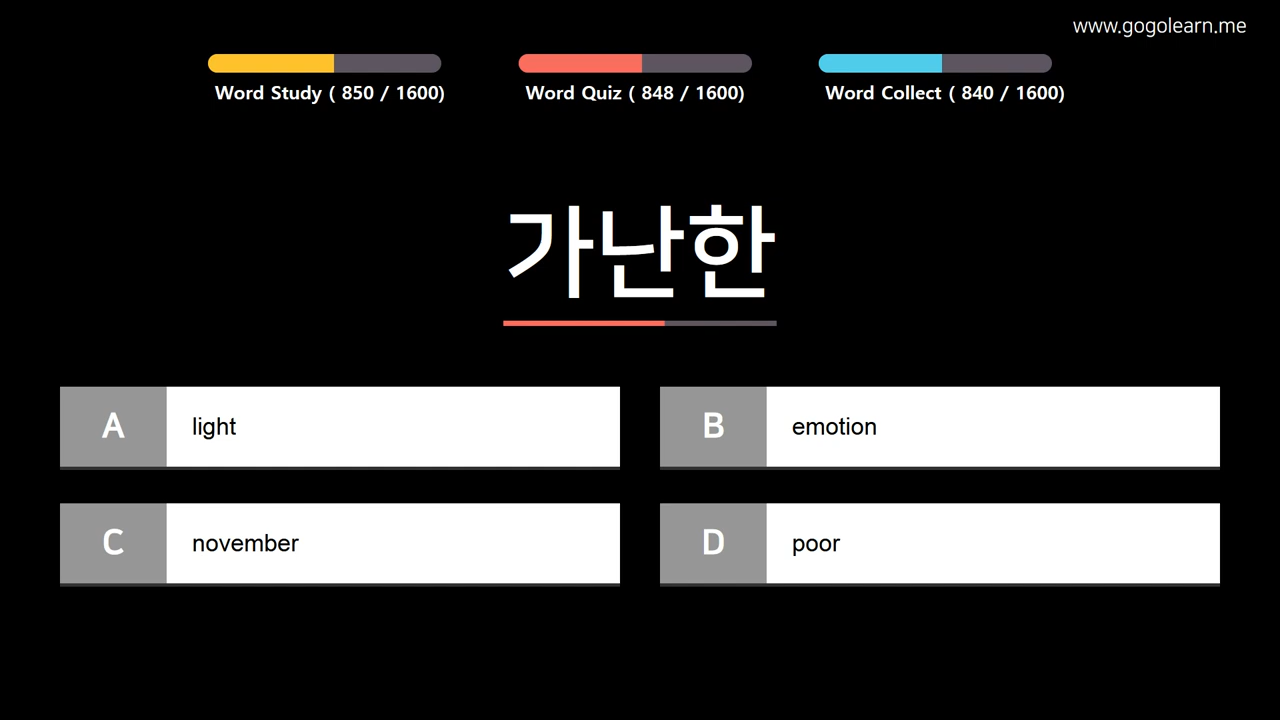 www.gogolearn.me
Word Study ( 850 / 1600)
Word Quiz ( 848 / 1600)
Word Collect ( 840 / 1600)
가난한
A light
B emotion
C november
D poor